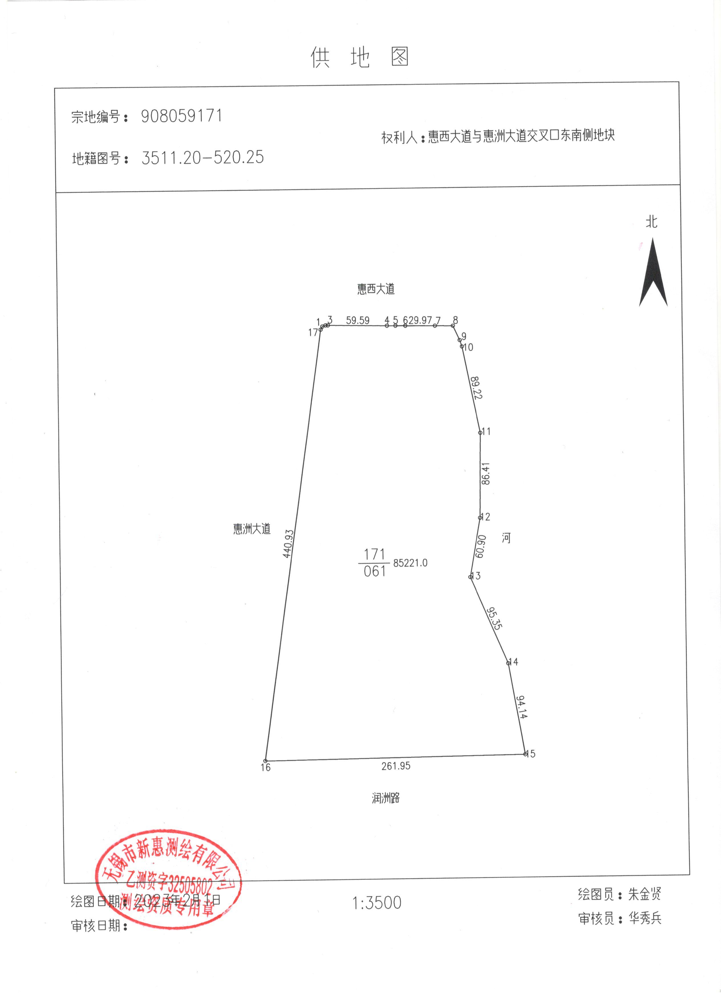 供 地 图
宗地编号： 908059171
权利人：惠西大道与惠洲大道交叉口东南侧地块
地籍图号： 3511.20-520.25
北
惠西大道
1 3 59.59 4 5 6 29.97 7 8
17
9
10
89.22
11
86.41
12
惠洲大道
440.93
60.90
河
171
061
85221.0
13
95.35
14
94.14
15
16
261.95
润洲路
无锡市新惠测绘有限公司
乙测资字32505802
测绘资质专用章
绘图日期：2023年2月1日
1:3500
绘图员：朱金贤
审核日期：
审核员：华秀兵